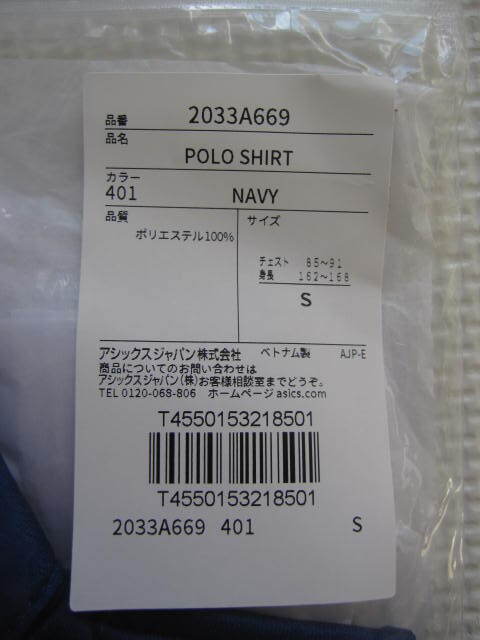 品番 2033A669
品名
POLO SHIRT
カラー
401 NAVY
品質
ポリエステル100%
サイズ
チェスト 85~91
身長 162~168
S
アシックスジャパン株式会社 ベトナム製 AJP-E
商品についてのお問い合わせは
アシックスジャパン(株)お客様相談室までどうぞ。
TEL 0120-068-806 ホームページasics.com
T4550153218501
T4550153218501
2033A669 401 S